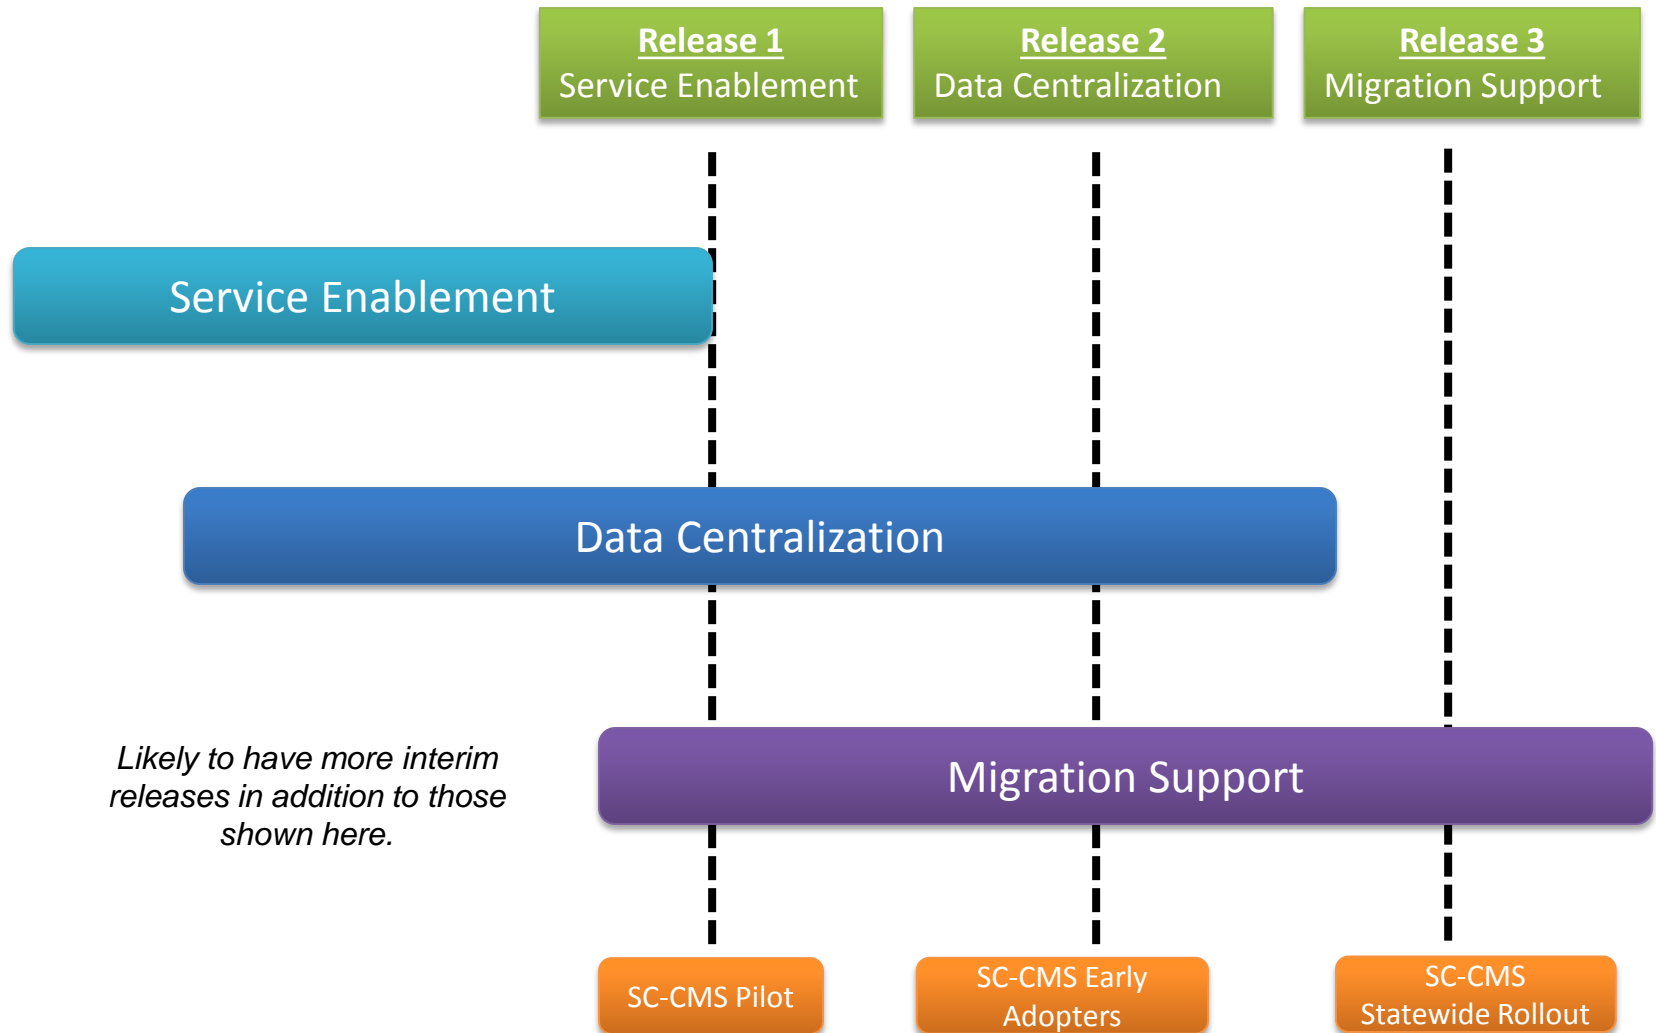 Release 1
Service Enablement
Release 2
Data Centralization
Release 3
Migration Support
Service Enablement
Data Centralization
Migration Support
Likely to have more interim
releases in addition to those
shown here.
SC-CMS Pilot
SC-CMS Early
Adopters
SC-CMS
Statewide Rollout